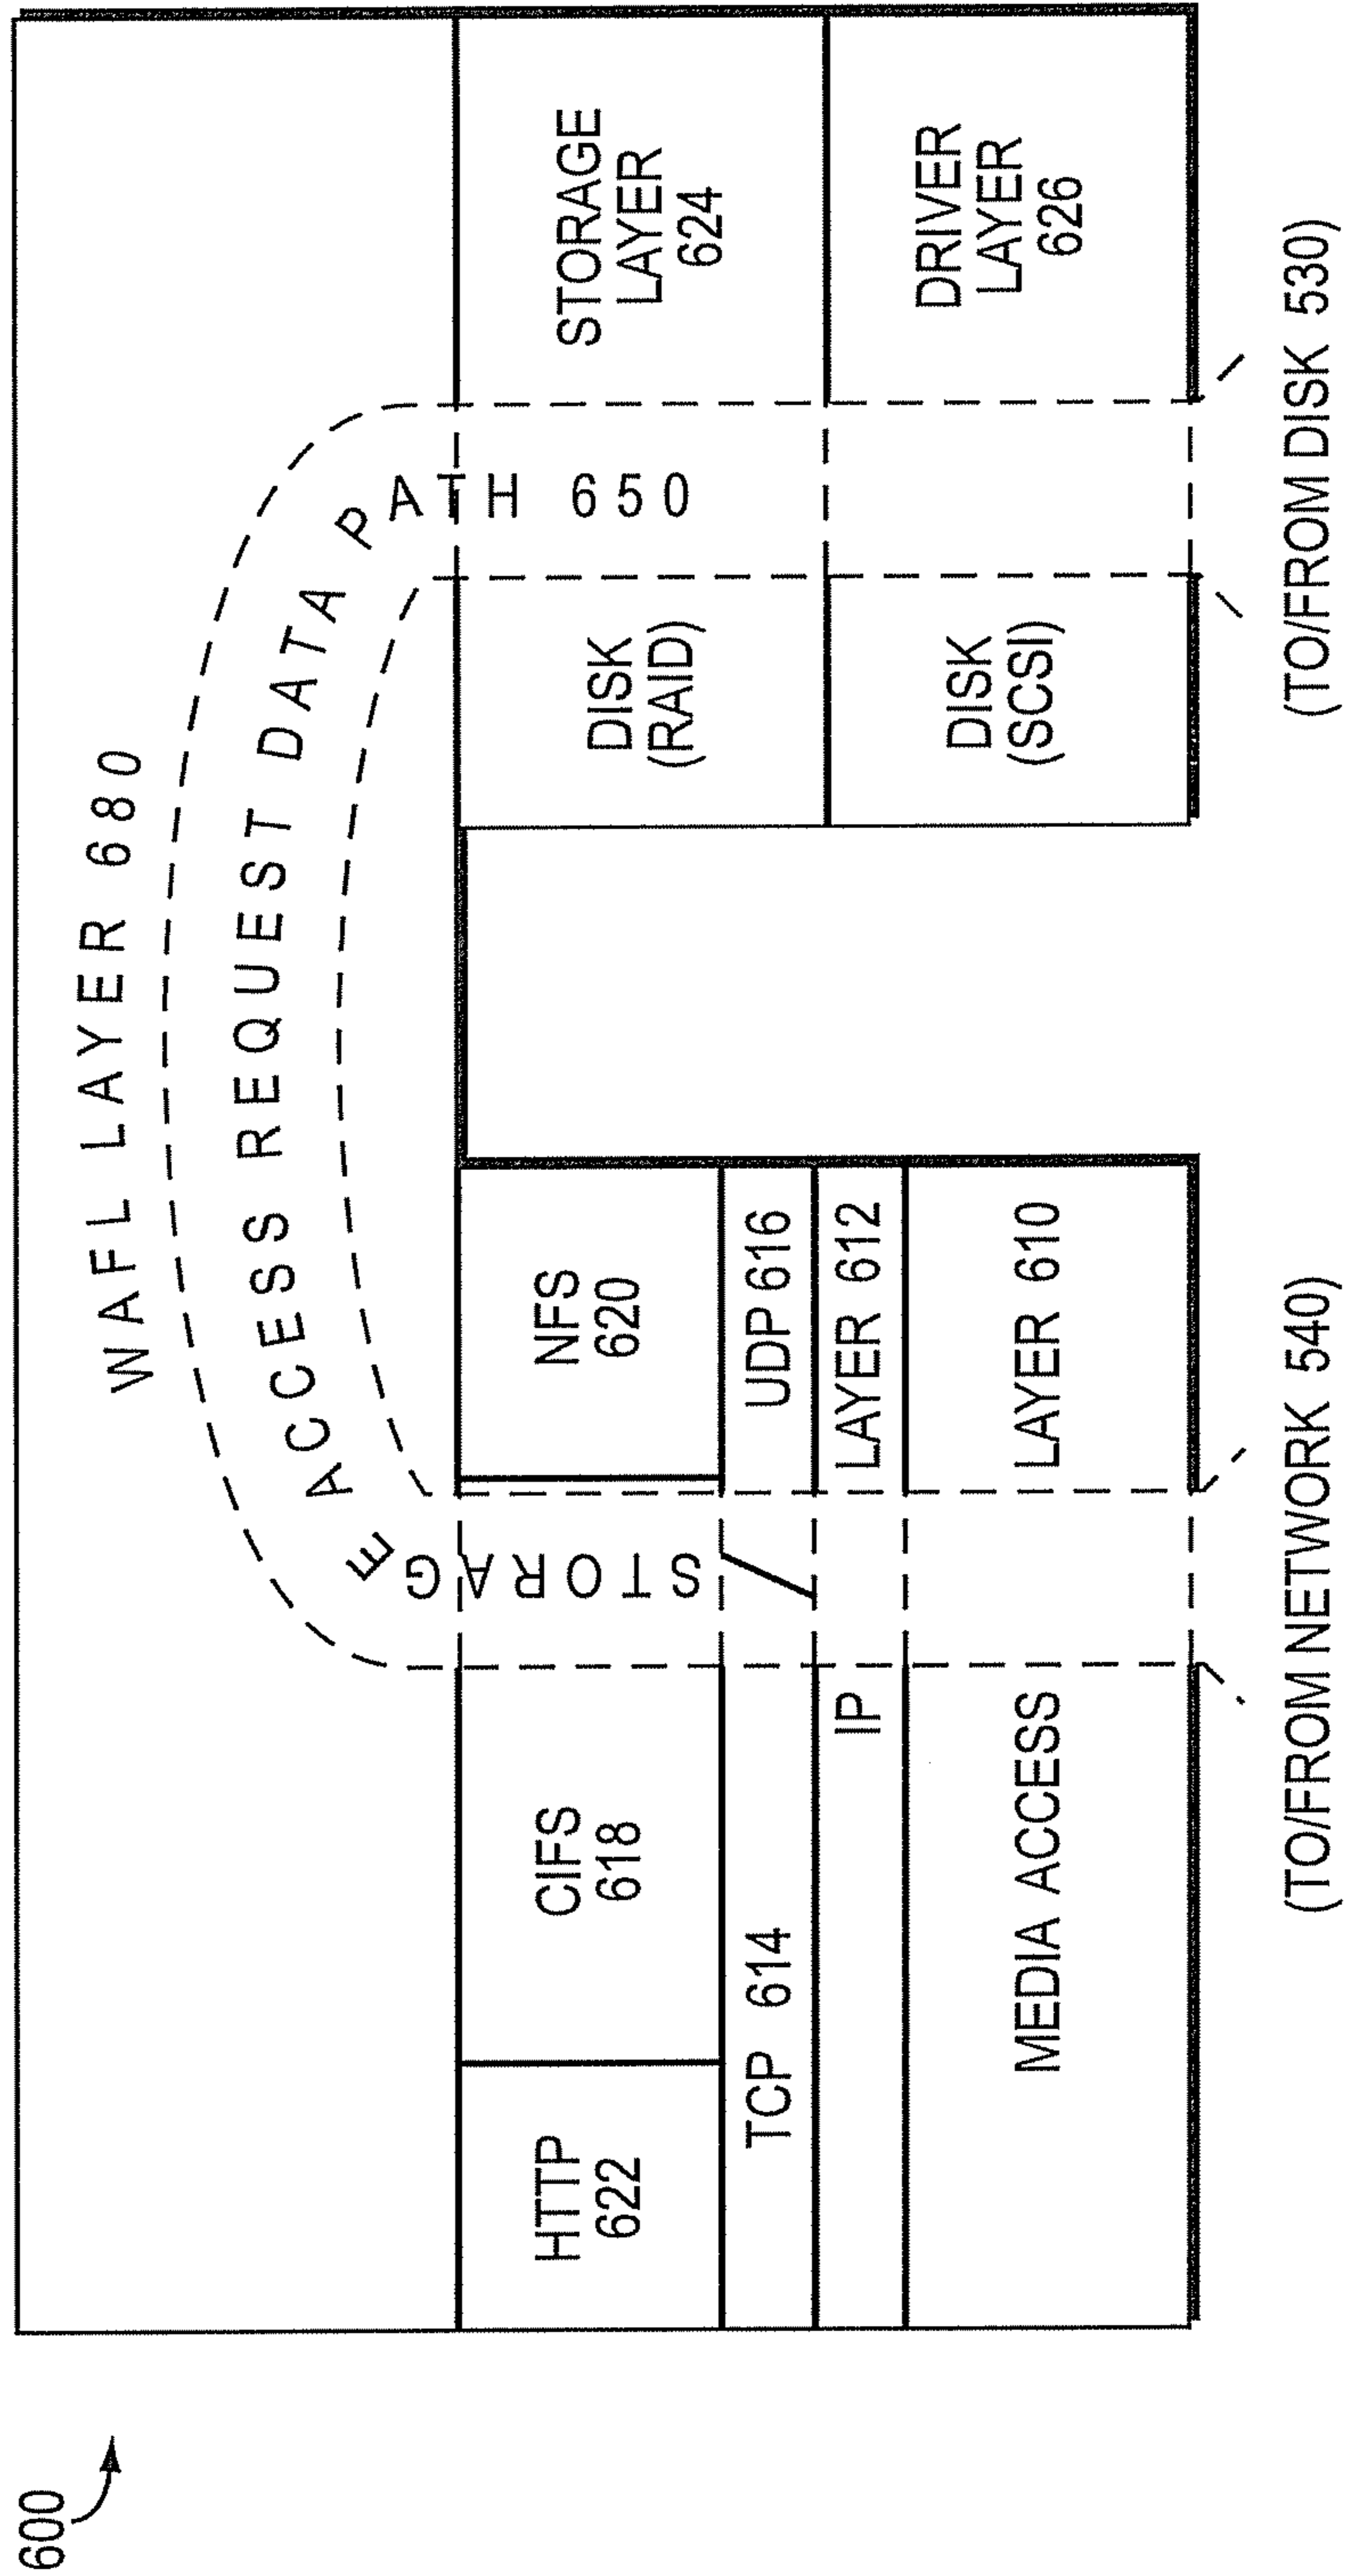 600
WAFL LAYER 680
STORAGE ACCESS REQUEST DATA PATH 650
HTTP
622
CIFS
618
NFS
620
TCP 614
UDP 616
IP
LAYER 612
MEDIA ACCESS
LAYER 610
DISK
(RAID)
STORAGE
LAYER
624
DISK
(SCSI)
DRIVER
LAYER
626
(TO/FROM NETWORK 540)
(TO/FROM DISK 530)